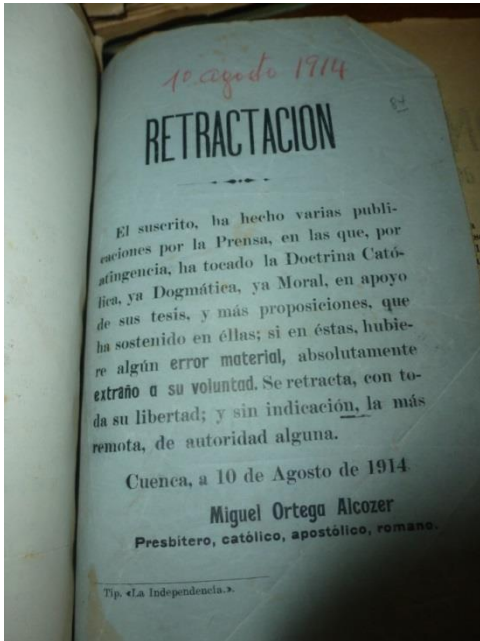 10 agosto 1914
RETRACTACION
El suscrito, ha hecho varias publi-
caciones por la Prensa, en las que, por
atingencia, ha tocado la Doctrina Cató-
lica, ya Dogmática, ya Moral, en apoyo
de sus tesis, y más proposiciones, que
ha sostenido en éllas; si en éstas, hubie-
re algún error material, absolutamente
extraño a su voluntad. Se retracta, con to-
da su libertad; y sin indicación, la más
remota, de autoridad alguna.
Cuenca, a 10 de Agosto de 1914
Miguel Ortega Alcozer
Presbitero, católico, apostólico, romano.
Tip. «La Independencia.».